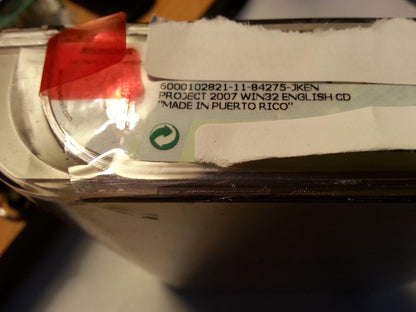 6000102821-11-84275-JKEN
PROJECT 2007 WIN32 ENGLISH CD
"MADE IN PUERTO RICO"